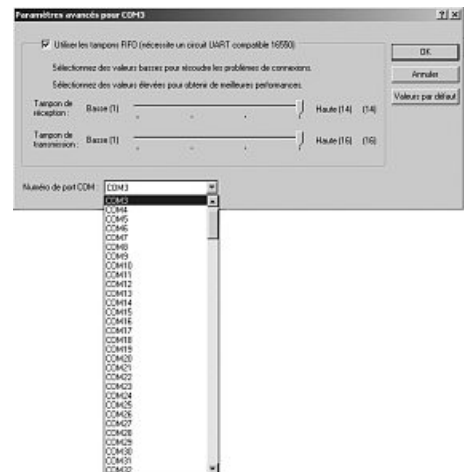 Paramètres avancés pour COM3
Utiliser les tampons FIFO (nécessite un circuit UART compatible 16550)
OK
Sélectionnez des valeurs basses pour résoudre les problèmes de connexions.
Annuler
Sélectionnez des valeurs élevées pour obtenir de meilleures performances.
Valeurs par défaut
Tampon de
réception :
Basse (1)
Haute (14)
(14)
Tampon de
transmission :
Basse (1)
Haute (16)
(16)
Numéro de port COM :
COM3
COM3
COM4
COM5
COM6
COM7
COM8
COM9
COM10
COM11
COM12
COM13
COM14
COM15
COM16
COM17
COM18
COM19
COM20
COM21
COM22
COM23
COM24
COM25
COM26
COM27
COM28
COM29
COM30
COM31
COM32